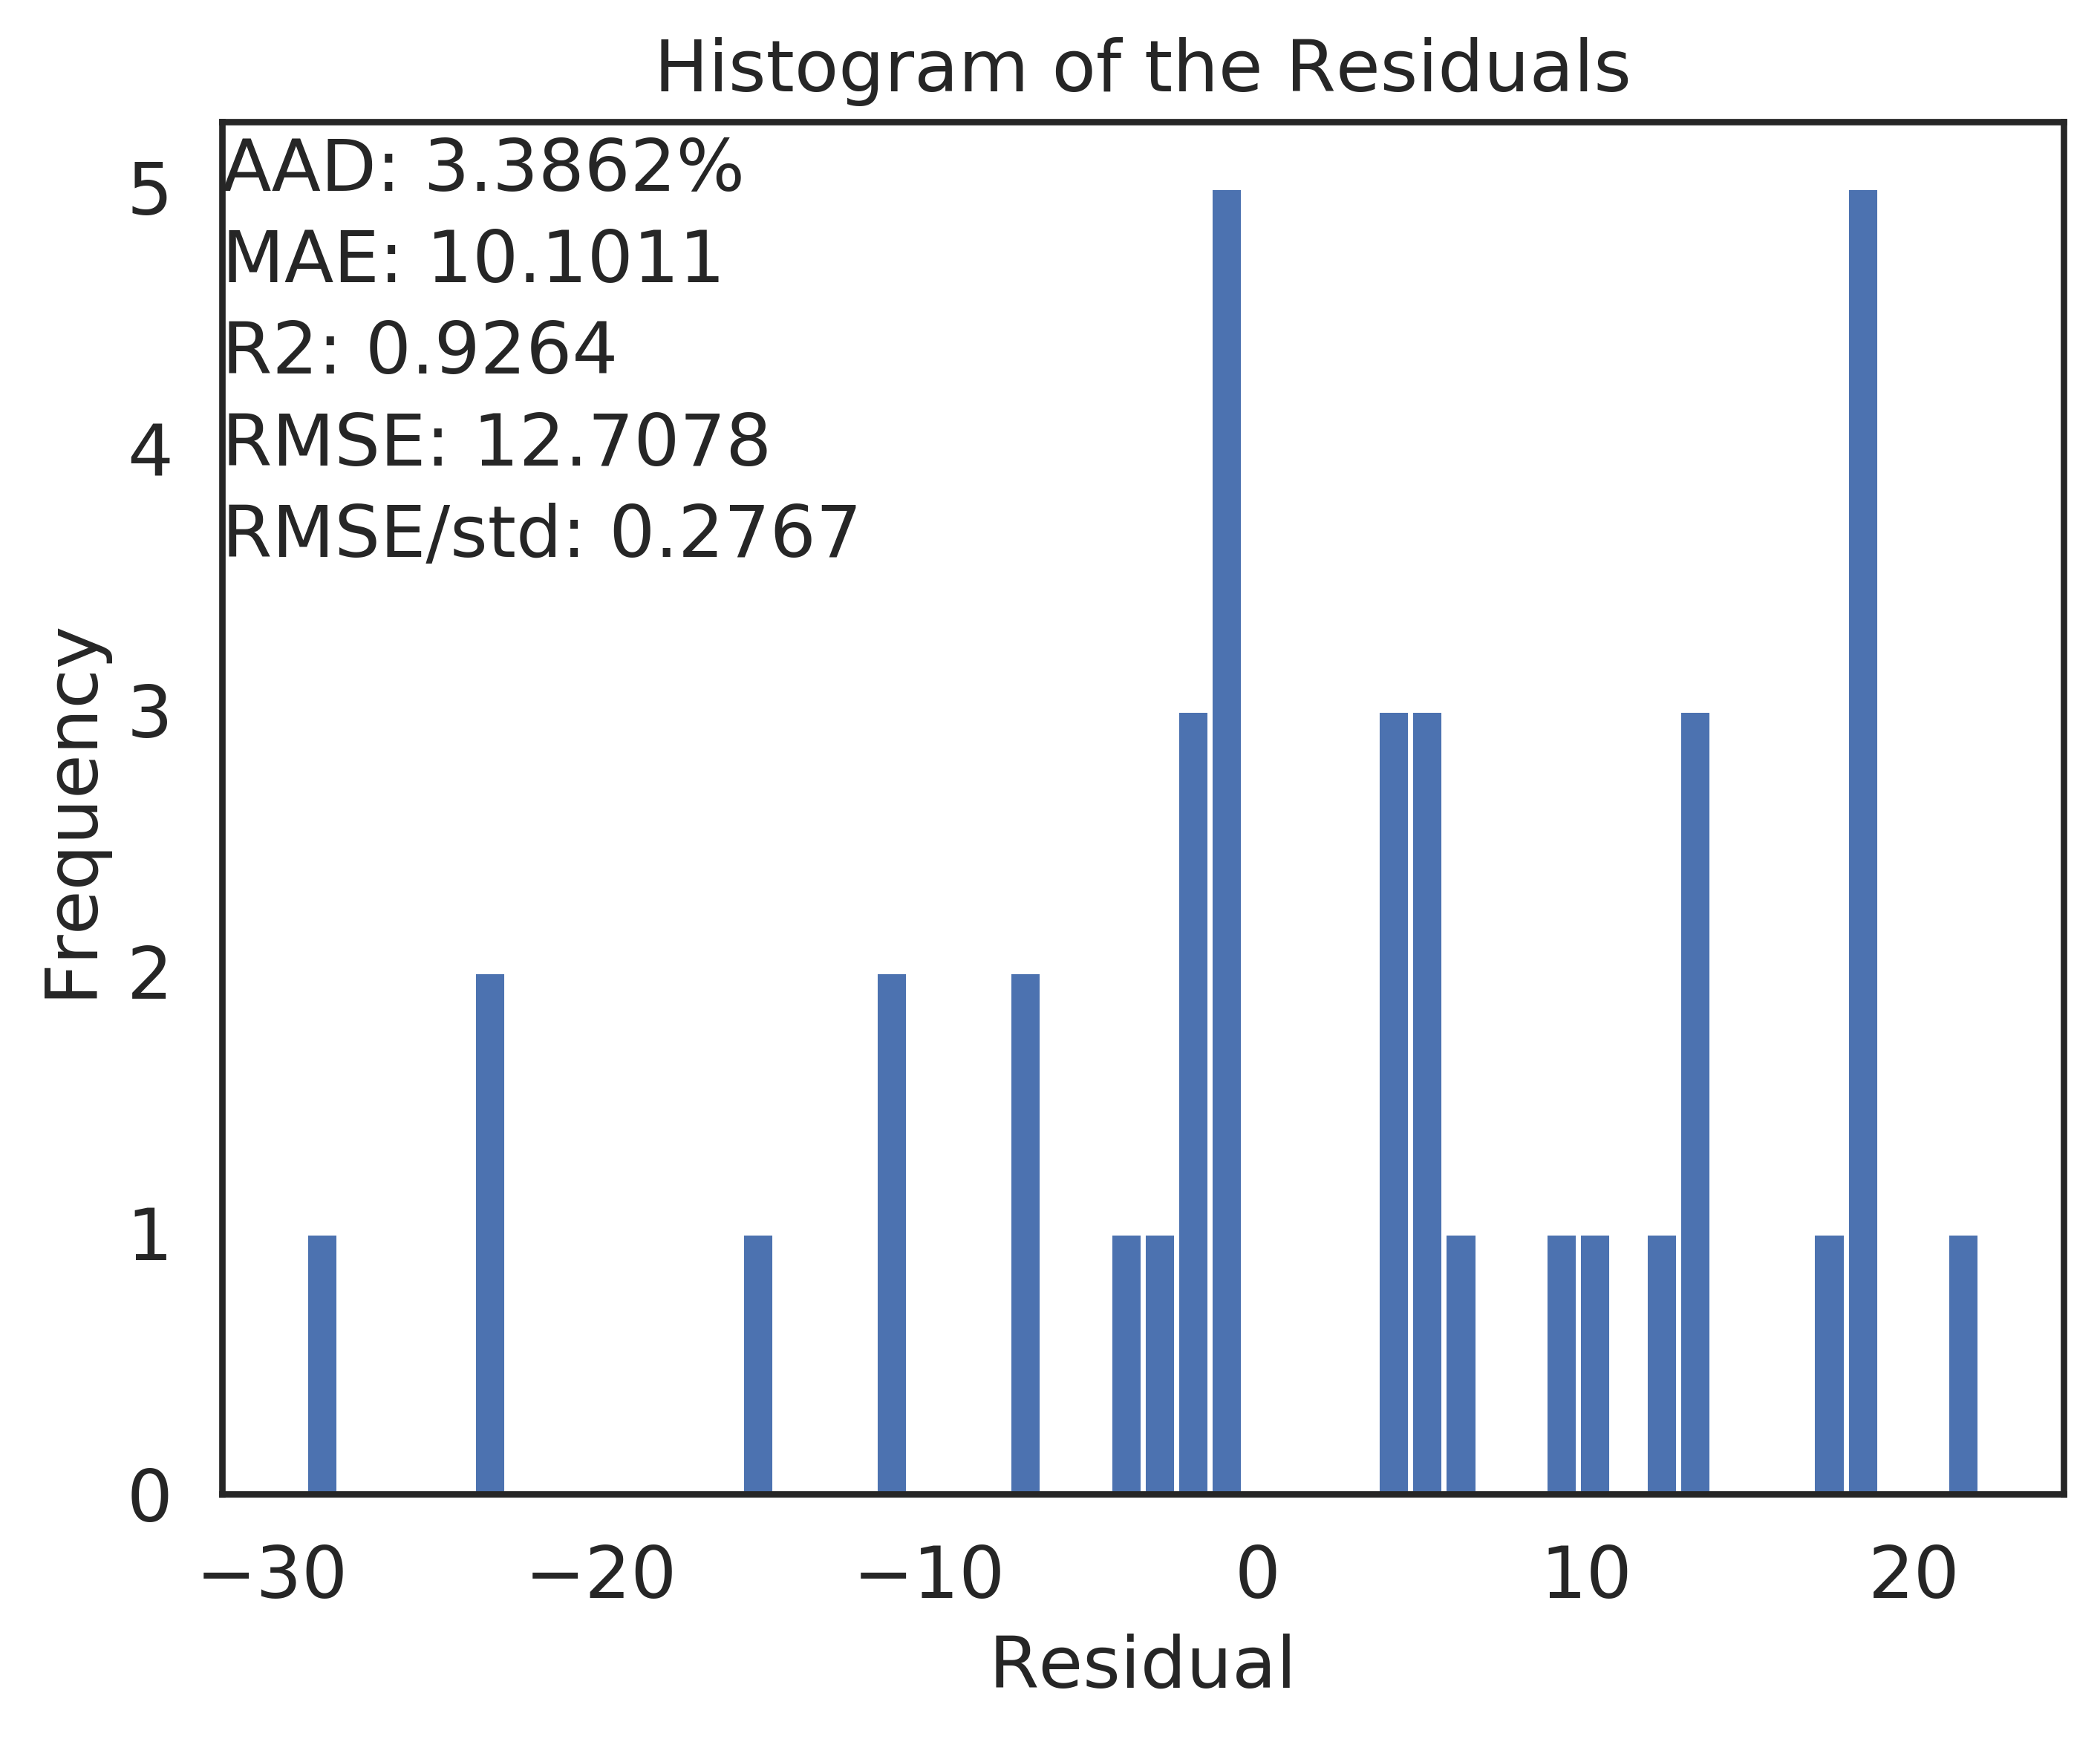 Histogram of the Residuals
AAD: 3.3862%
MAE: 10.1011
R2: 0.9264
RMSE: 12.7078
RMSE/std: 0.2767
5
4
3
2
1
0
Frequency
−30 −20 −10 0 10 20
Residual